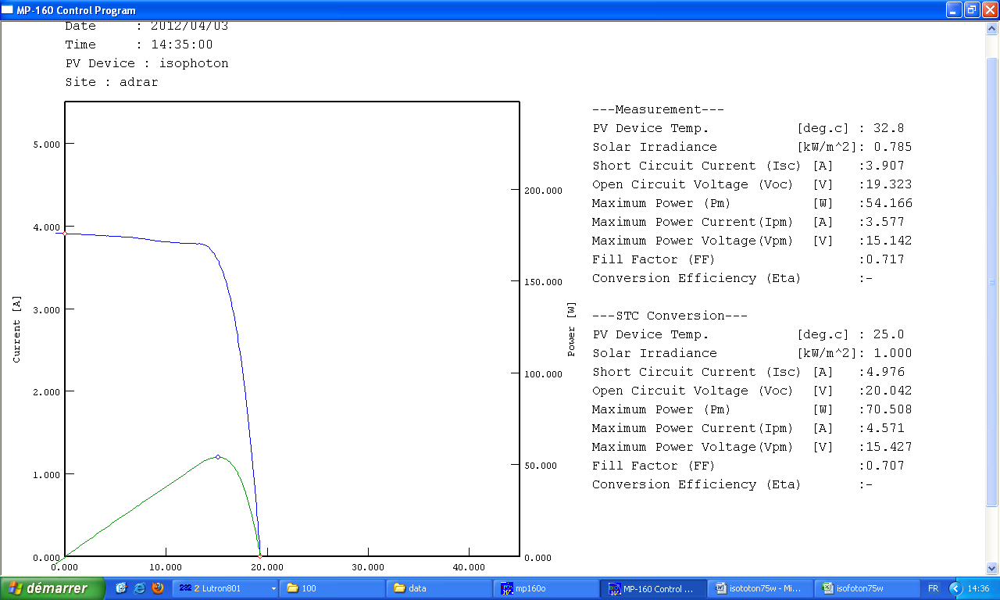 MP-160 Control Program
Date : 2012/04/03
Time : 14:35:00
PV Device : isophoton
Site : adrar
5.000
4.000
3.000
2.000
1.000
0.000
Current [A]
200.000
150.000
100.000
50.000
0.000
Power [W]
0.000 10.000 20.000 30.000 40.000
---Measurement---
PV Device Temp. [deg.c] : 32.8
Solar Irradiance [kW/m^2]: 0.785
Short Circuit Current (Isc) [A] :3.907
Open Circuit Voltage (Voc) [V] :19.323
Maximum Power (Pm) [W] :54.166
Maximum Power Current(Ipm) [A] :3.577
Maximum Power Voltage(Vpm) [V] :15.142
Fill Factor (FF) :0.717
Conversion Efficiency (Eta) :-
---STC Conversion---
PV Device Temp. [deg.c] : 25.0
Solar Irradiance [kW/m^2]: 1.000
Short Circuit Current (Isc) [A] :4.976
Open Circuit Voltage (Voc) [V] :20.042
Maximum Power (Pm) [W] :70.508
Maximum Power Current(Ipm) [A] :4.571
Maximum Power Voltage(Vpm) [V] :15.427
Fill Factor (FF) :0.707
Conversion Efficiency (Eta) :-
démarrer 2 Lutron801 100 data mp160o MP-160 Control ... isototon75w - Mi... isofoton75w FR 14:36